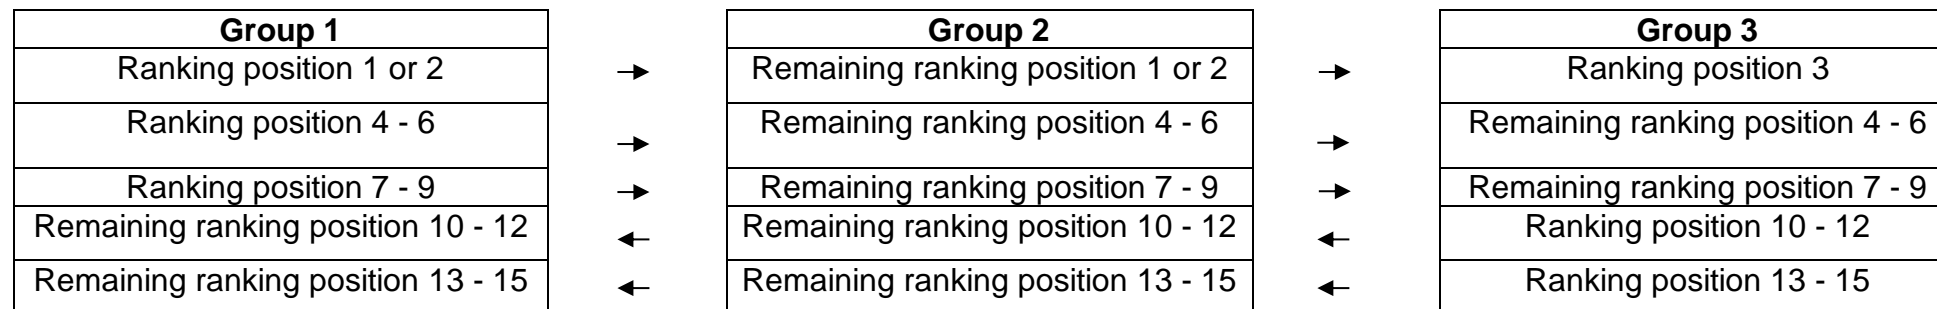 Group 1 Group 2 Group 3
Ranking position 1 or 2 → Remaining ranking position 1 or 2 → Ranking position 3
Ranking position 4 - 6 → Remaining ranking position 4 - 6 → Remaining ranking position 4 - 6
Ranking position 7 - 9 → Remaining ranking position 7 - 9 → Remaining ranking position 7 - 9
Remaining ranking position 10 - 12 ← Remaining ranking position 10 - 12 ← Ranking position 10 - 12
Remaining ranking position 13 - 15 ← Remaining ranking position 13 - 15 ← Ranking position 13 - 15